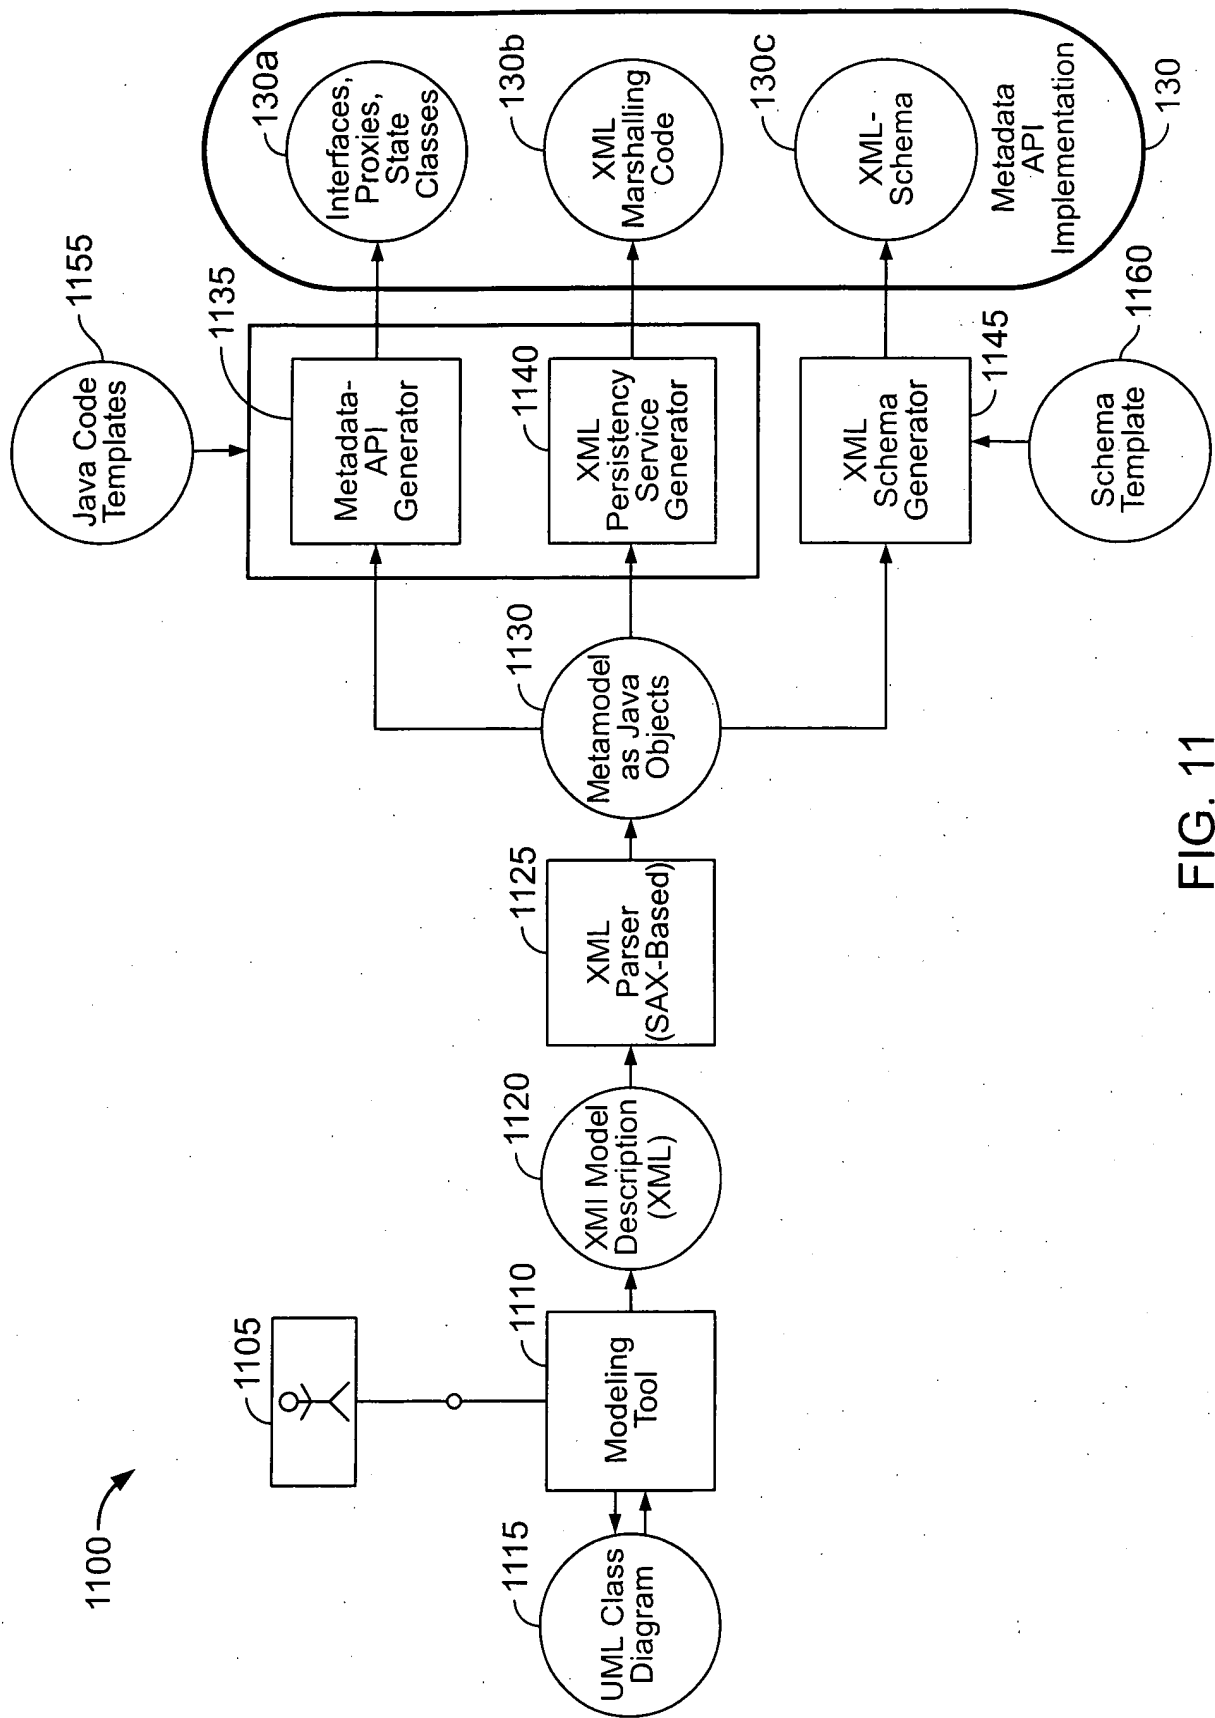 1100
1105
UML Class
Diagram
1115
Modeling
Tool
1110
XMI Model
Description
(XML)
1120
XML
Parser
(SAX-Based)
1125
Metamodel
as Java
Objects
1130
Java Code
Templates
1155
Metadata-
API
Generator
1135
XML
Persistency
Service
Generator
1140
XML
Schema
Generator
1145
Schema
Template
1160
Interfaces,
Proxies,
State
Classes
130a
XML
Marshalling
Code
130b
XML-
Schema
130c
Metadata
API
Implementation
130
FIG. 11